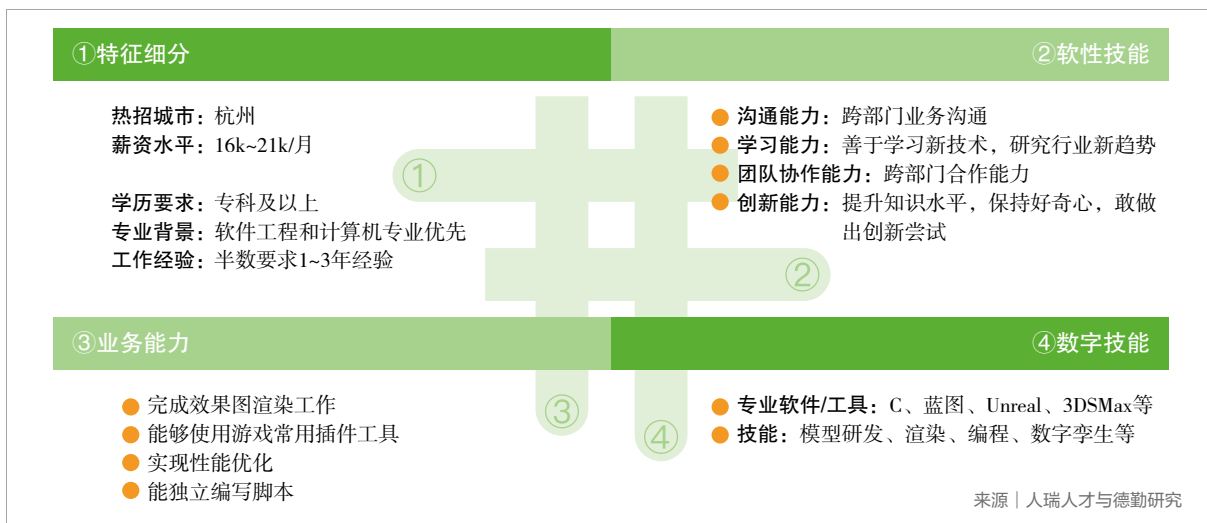 ①特征细分
热招城市：杭州
薪资水平：16k~21k/月
学历要求：专科及以上
专业背景：软件工程和计算机专业优先
工作经验：半数要求1~3年经验
①
②软性技能
沟通能力：跨部门业务沟通
学习能力：善于学习新技术，研究行业新趋势
团队协作能力：跨部门合作能力
创新能力：提升知识水平，保持好奇心，敢做
出创新尝试
②
③业务能力
完成效果图渲染工作
能够使用游戏常用插件工具
实现性能优化
能独立编写脚本
③
④数字技能
专业软件/工具：C、蓝图、Unreal、3DSMax等
技能：模型研发、渲染、编程、数字孪生等
④
来源｜人瑞人才与德勤研究